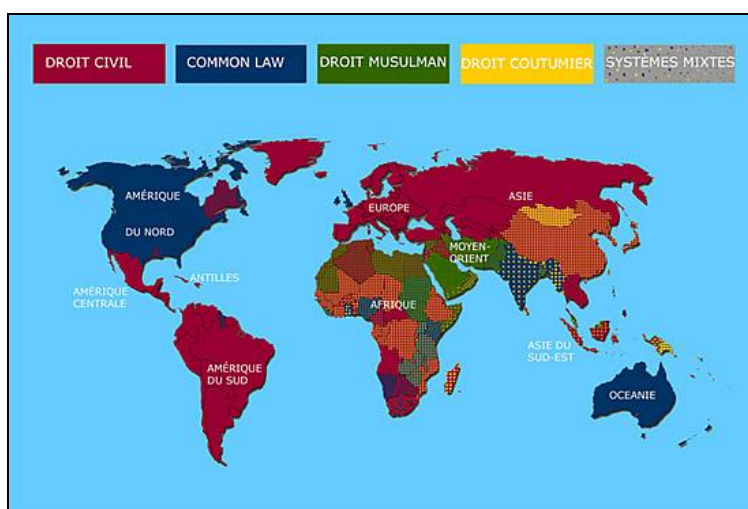 DROIT CIVIL
COMMON LAW
DROIT MUSULMAN
DROIT COUTUMIER
SYSTÈMES MIXTES
AMÉRIQUE
DU NORD
EUROPE
ASIE
MOYEN-
ORIENT
ANTILLES
AMÉRIQUE
CENTRALE
AFRIQUE
AMÉRIQUE
DU SUD
ASIE DU
SUD-EST
OCEANIE